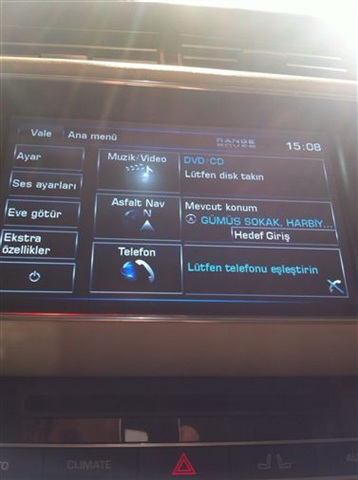 Vale
Ana menü
RANGE ROVER
15:08
Ayar
Ses ayarları
Eve götür
Ekstra özellikler
Muzik/Video
DVD/CD
Lütfen disk takın
Asfalt Nav
Mevcut konum
GÜMÜŞ SOKAK, HARBİY...
Hedef Giriş
Telefon
Lütfen telefonu eşleştirin
CLIMATE